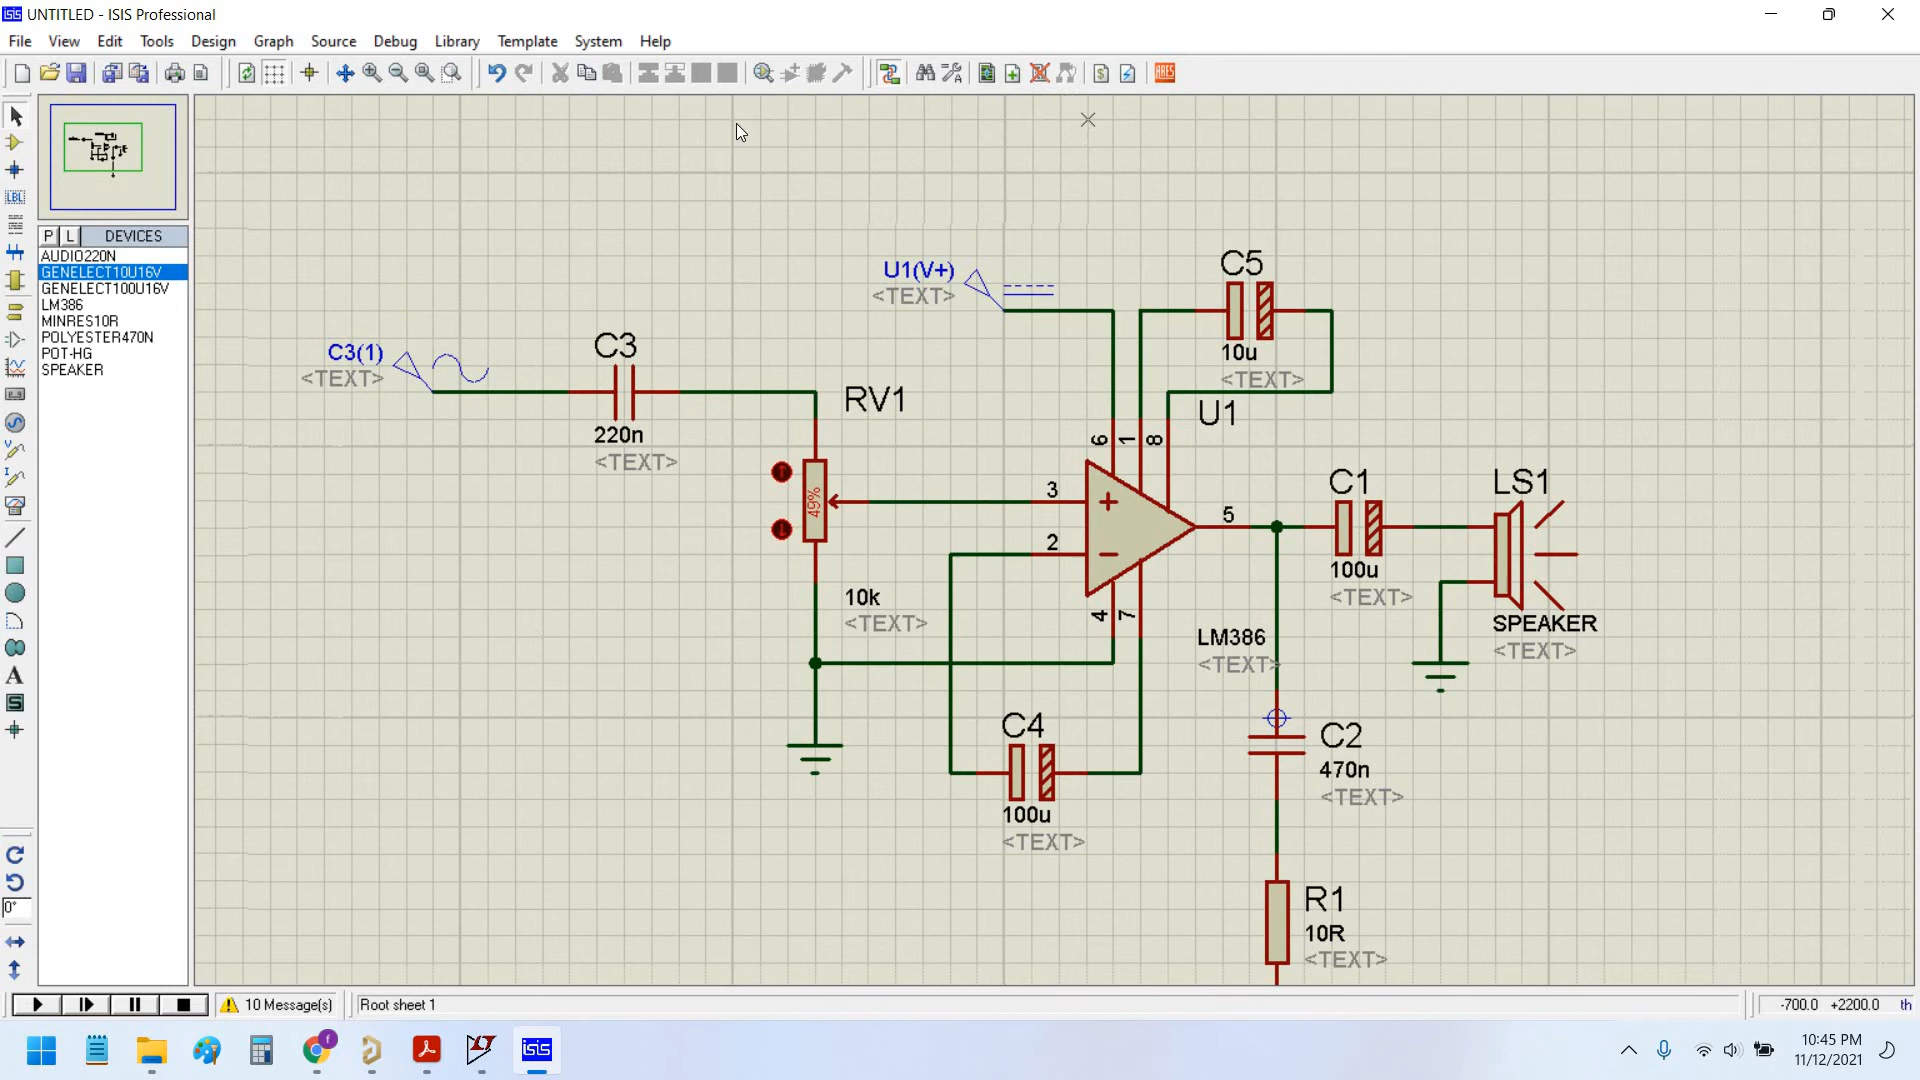 UNTITLED - ISIS Professional
File View Edit Tools Design Graph Source Debug Library Template System Help
ARES
LBL
P L DEVICES
AUDIO220N
GENELECT10U16V
GENELECT100U16V
LM386
MINRES10R
POLYESTER470N
POT-HG
SPEAKER
A
S
0°
C3(1)
<TEXT>
C3
220n
<TEXT>
RV1
49%
10k
<TEXT>
U1(V+)
<TEXT>
C5
10u
<TEXT>
U1
6 1 8
3
2
5
4 7
LM386
<TEXT>
C1
100u
<TEXT>
LS1
SPEAKER
<TEXT>
C4
100u
<TEXT>
C2
470n
<TEXT>
R1
10R
<TEXT>
10 Message(s)
Root sheet 1
-700.0 +2200.0 th
f
isis
10:45 PM
11/12/2021